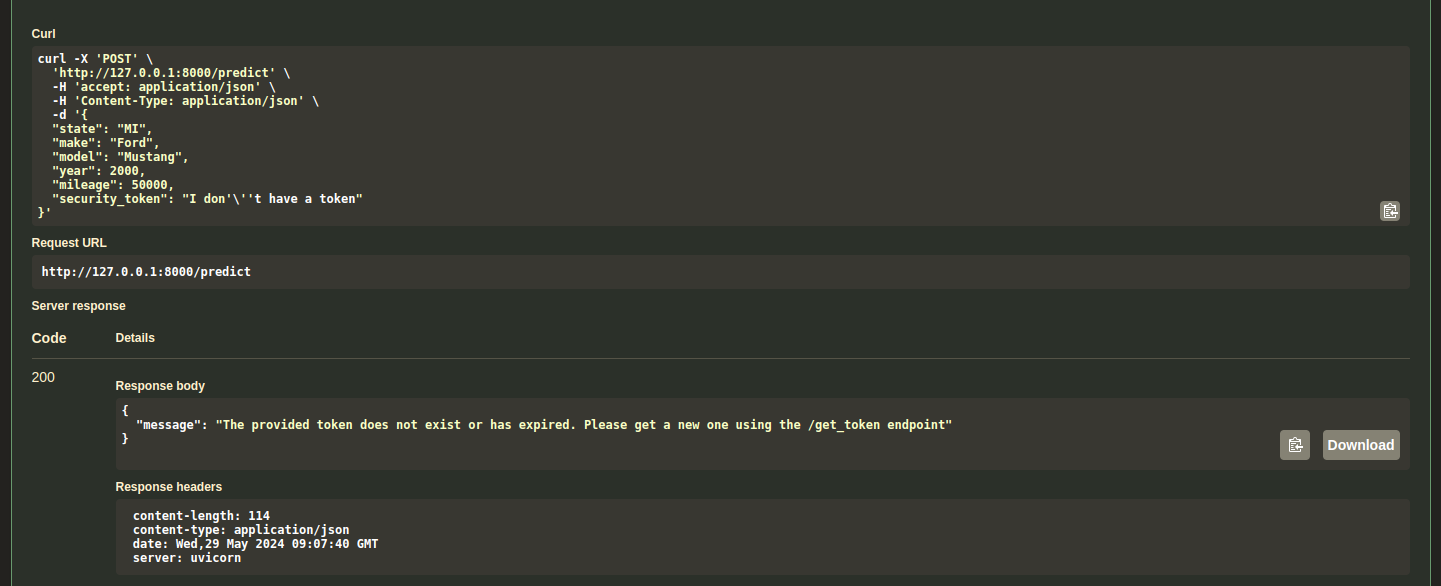 Curl
curl -X 'POST' \
  'http://127.0.0.1:8000/predict' \
  -H 'accept: application/json' \
  -H 'Content-Type: application/json' \
  -d '{
  "state": "MI",
  "make": "Ford",
  "model": "Mustang",
  "year": 2000,
  "mileage": 50000,
  "security_token": "I don'\''t have a token"
}'
Request URL
http://127.0.0.1:8000/predict
Server response
Code Details
200
Response body
{
  "message": "The provided token does not exist or has expired. Please get a new one using the /get_token endpoint"
}
Download
Response headers
content-length: 114
content-type: application/json
date: Wed,29 May 2024 09:07:40 GMT
server: uvicorn